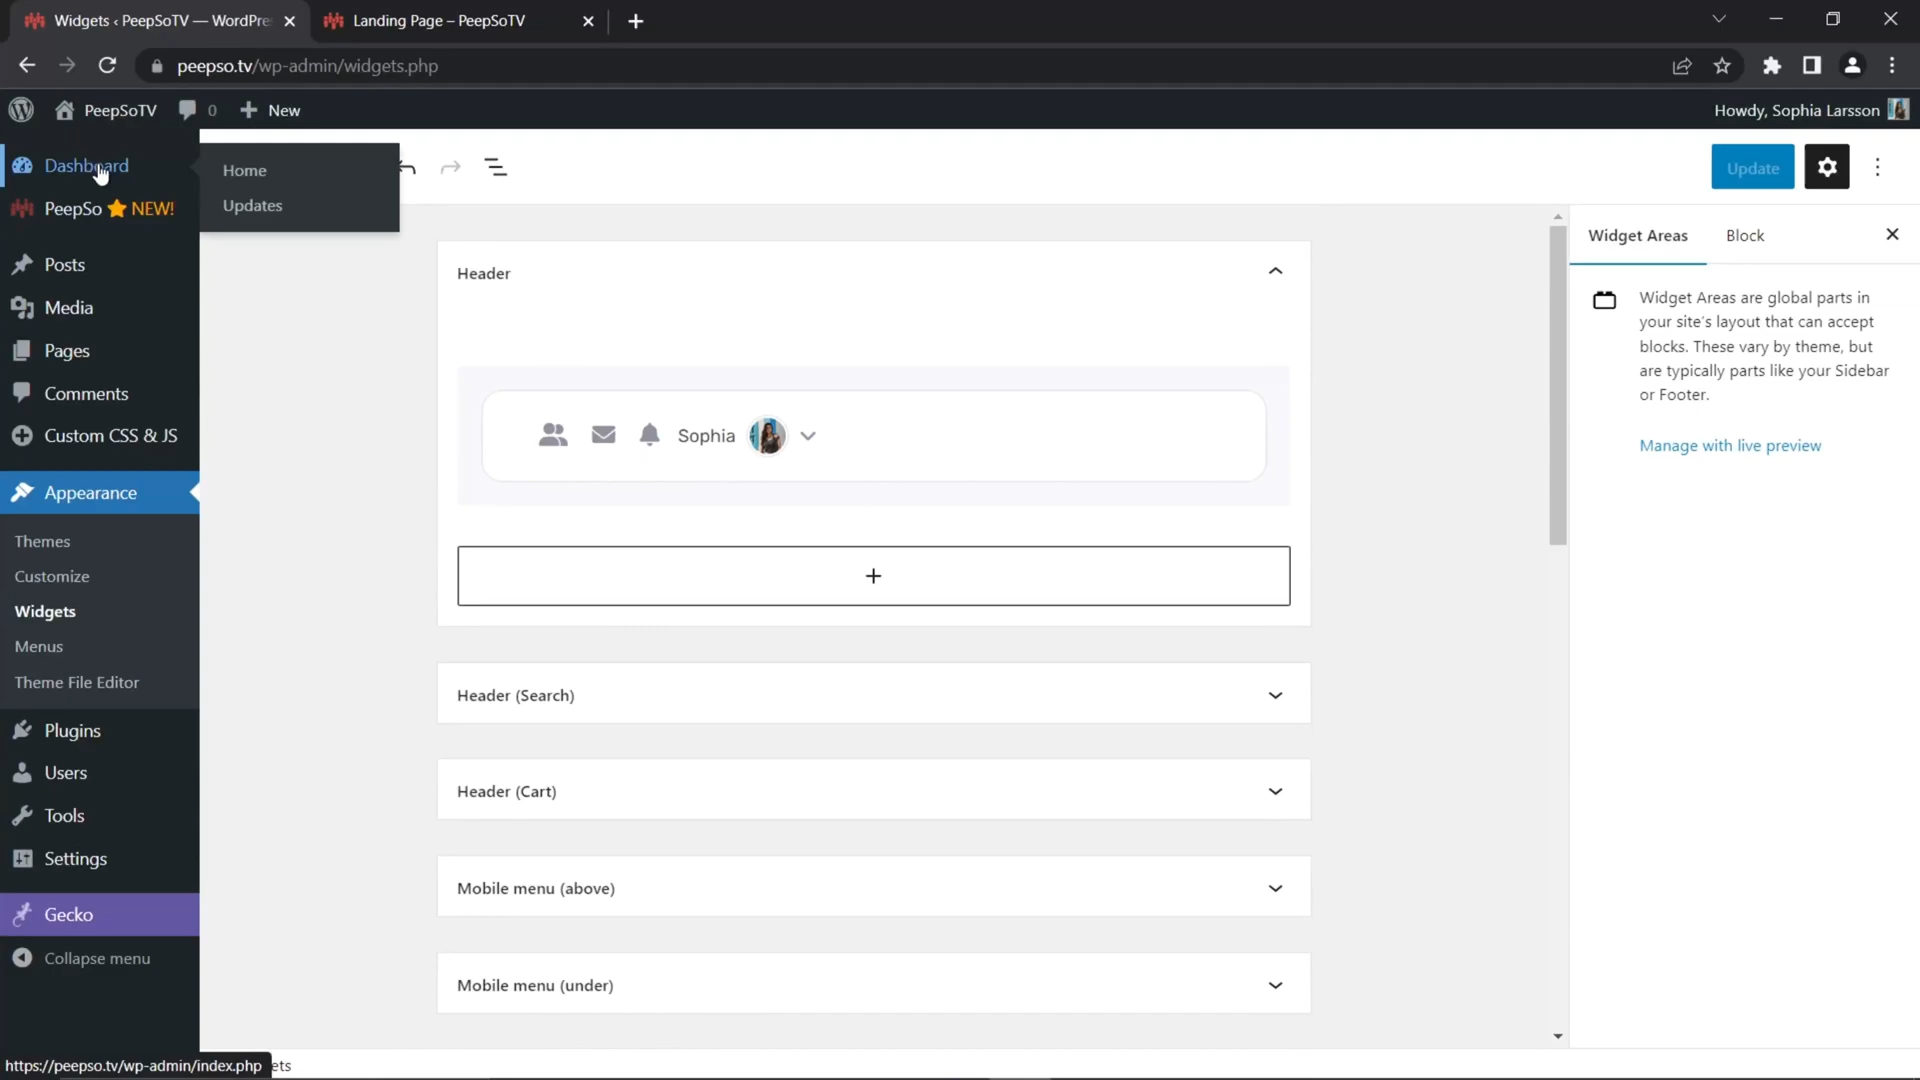 Widgets ‹ PeepSoTV — WordPre
Landing Page – PeepSoTV
peepso.tv/wp-admin/widgets.php
PeepSoTV
0
New
Howdy, Sophia Larsson
Dashboard
Home
Updates
PeepSo
NEW!
Posts
Media
Pages
Comments
Custom CSS & JS
Appearance
Themes
Customize
Widgets
Menus
Theme File Editor
Plugins
Users
Tools
Settings
Gecko
Collapse menu
Update
Header
Sophia
Header (Search)
Header (Cart)
Mobile menu (above)
Mobile menu (under)
Widget Areas
Block
Widget Areas are global parts in
your site's layout that can accept
blocks. These vary by theme, but
are typically parts like your Sidebar
or Footer.
Manage with live preview
https://peepso.tv/wp-admin/index.php
ets